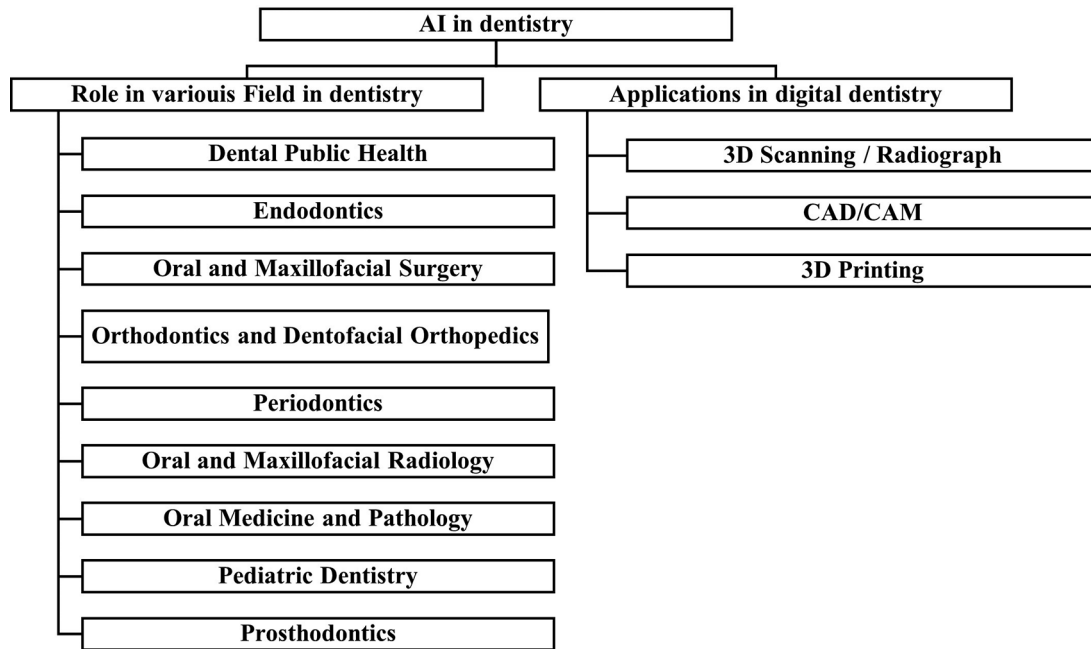 AI in dentistry
Role in variouis Field in dentistry
Dental Public Health
Endodontics
Oral and Maxillofacial Surgery
Orthodontics and Dentofacial Orthopedics
Periodontics
Oral and Maxillofacial Radiology
Oral Medicine and Pathology
Pediatric Dentistry
Prosthodontics
Applications in digital dentistry
3D Scanning / Radiograph
CAD/CAM
3D Printing